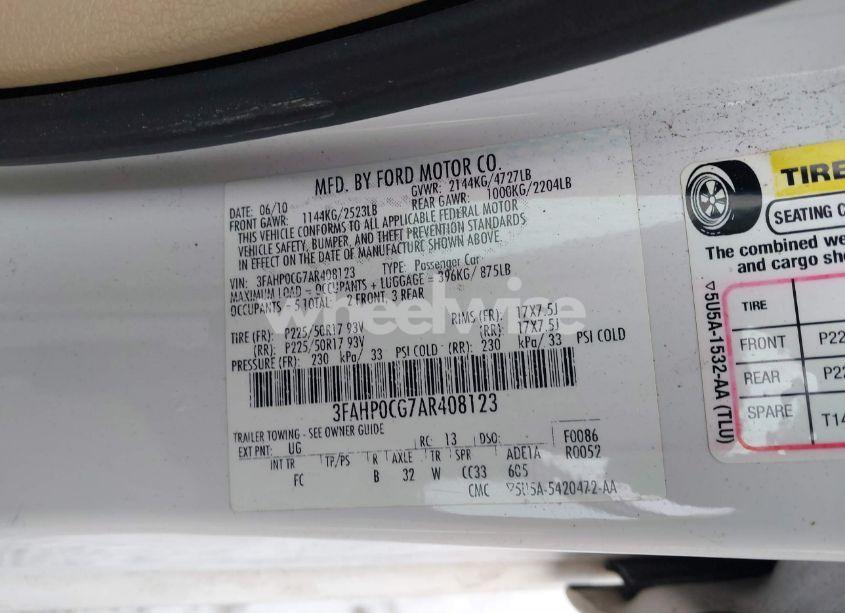 MFD. BY FORD MOTOR CO.
DATE: 06/10 GVWR: 2144KG/4727LB
FRONT GAWR: 1144KG/2523LB REAR GAWR: 1000KG/2204LB
THIS VEHICLE CONFORMS TO ALL APPLICABLE FEDERAL MOTOR
VEHICLE SAFETY, BUMPER, AND THEFT PREVENTION STANDARDS
IN EFFECT ON THE DATE OF MANUFACTURE SHOWN ABOVE.
VIN: 3FAHP0CG7AR408123 TYPE: Passenger Car
MAXIMUM LOAD = OCCUPANTS + LUGGAGE = 396KG/ 875LB
OCCUPANTS : 5 TOTAL: 2 FRONT, 3 REAR
TIRE (FR): P225/50R17 93V RIMS (FR): 17X7.5J
(RR): P225/50R17 93V (RR): 17X7.5J
PRESSURE (FR): 230 kPa/ 33 PSI COLD (RR): 230 kPa/ 33 PSI COLD
3FAHP0CG7AR408123
TRAILER TOWING - SEE OWNER GUIDE
EXT PNT: UG RC: 13 DSO: F0086
R0052
INT TR TP/PS R AXLE TR SPR ADE1A
FC B 32 W CC33 605
CMC ▽5U5A-5420472-AA
wheelwise
TIRE
SEATING C
The combined we
and cargo sho
TIRE
FRONT P22
REAR P22
SPARE T14
▽5U5A-1532-AA (TLU)